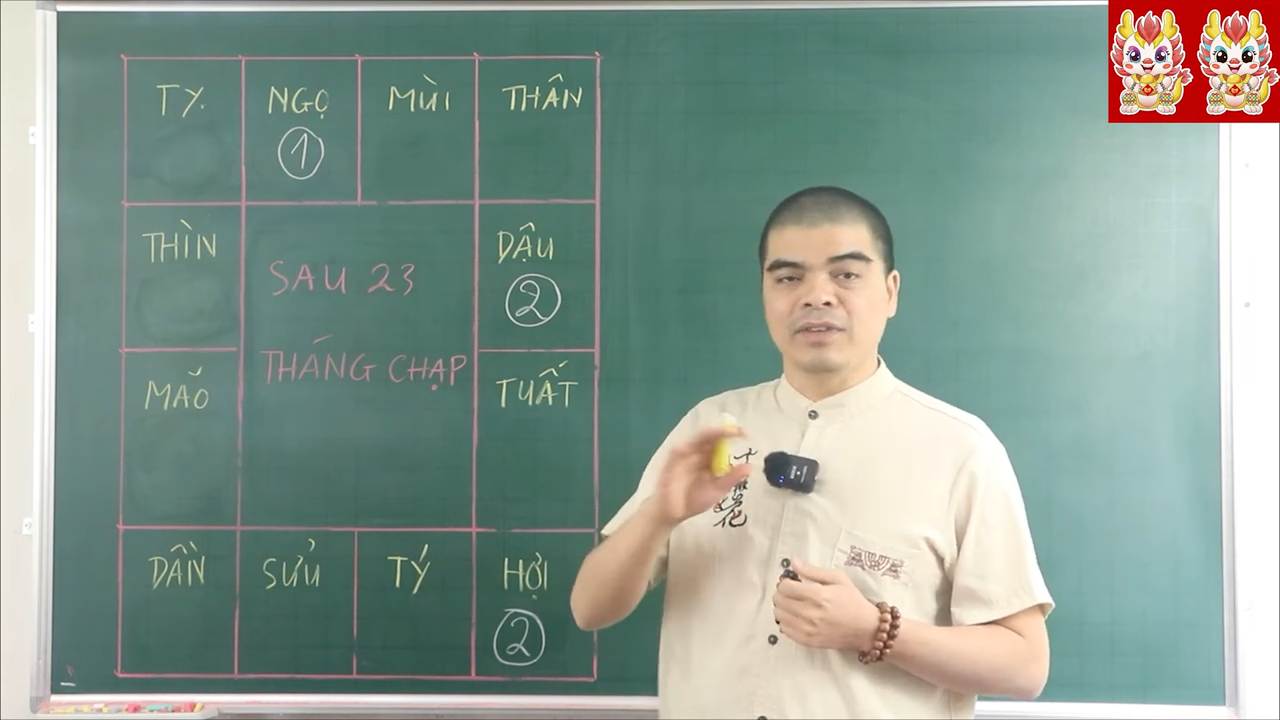 TỴ.
NGỌ
1
MÙI
THÂN
THÌN
DẬU
2
SAU 23
THÁNG CHẠP
MÃO
TUẤT
DẦN
SỬU
TÝ
HỢI
2